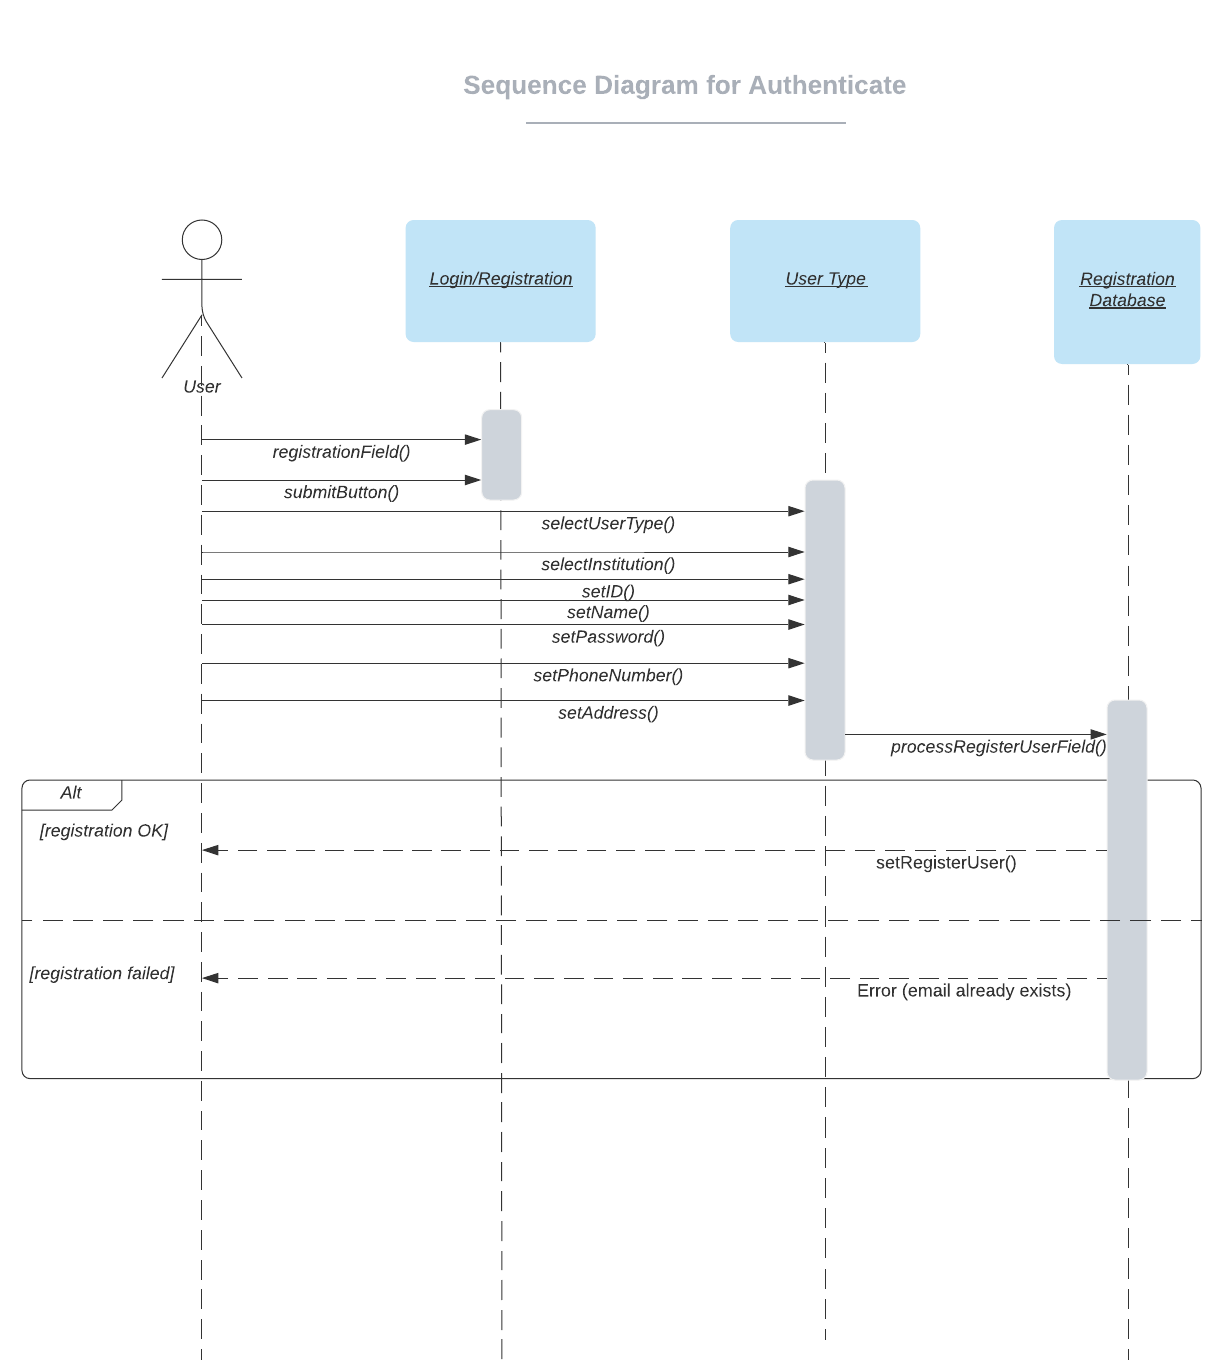 Sequence Diagram for Authenticate
Login/Registration
User Type
Registration
Database
User
registrationField()
submitButton()
selectUserType()
selectInstitution()
setID()
setName()
setPassword()
setPhoneNumber()
setAddress()
processRegisterUserField()
Alt
[registration OK]
setRegisterUser()
[registration failed]
Error (email already exists)